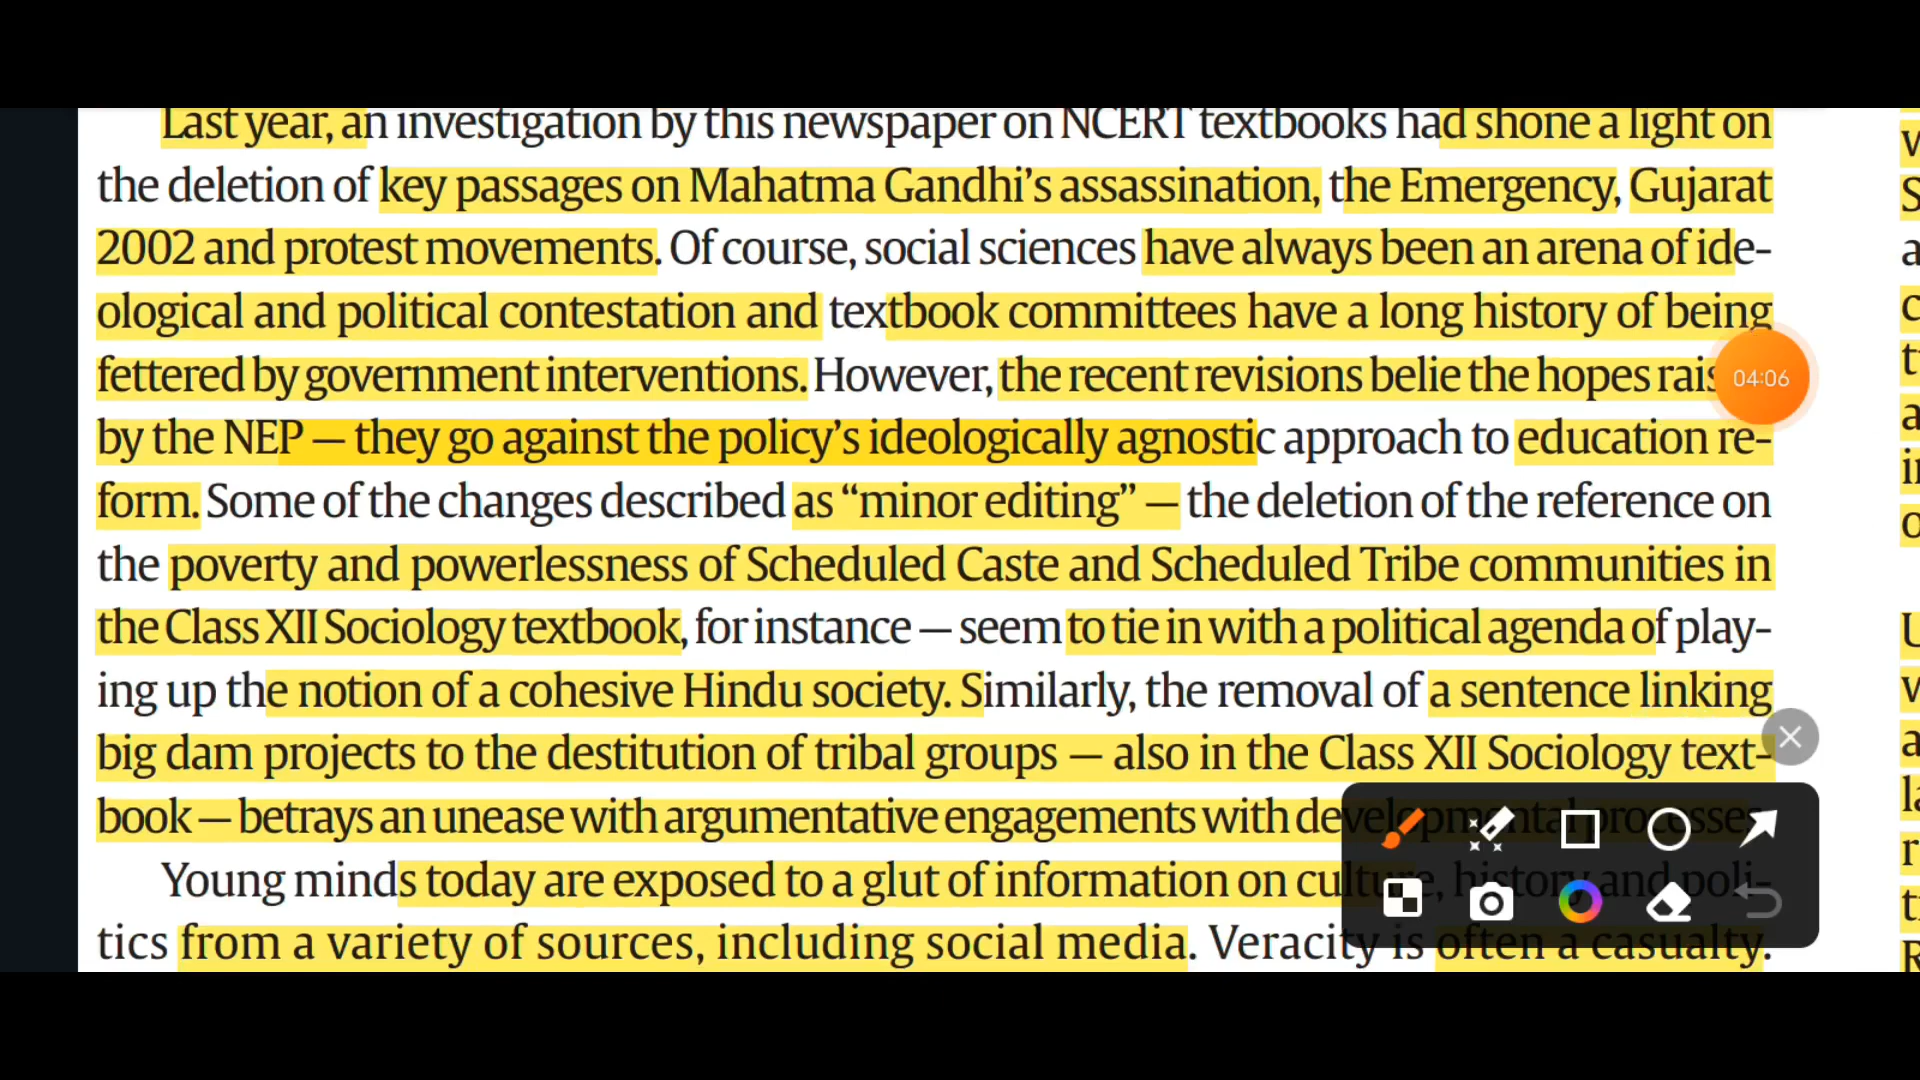 Last year, an investigation by this newspaper on NCERT textbooks had shone a light on
the deletion of key passages on Mahatma Gandhi's assassination, the Emergency, Gujarat
2002 and protest movements. Of course, social sciences have always been an arena of ide-
ological and political contestation and textbook committees have a long history of being
fettered by government interventions. However, the recent revisions belie the hopes rais
by the NEP — they go against the policy's ideologically agnostic approach to education re-
form. Some of the changes described as “minor editing” — the deletion of the reference on
the poverty and powerlessness of Scheduled Caste and Scheduled Tribe communities in
the Class XII Sociology textbook, for instance — seem to tie in with a political agenda of play-
ing up the notion of a cohesive Hindu society. Similarly, the removal of a sentence linking
big dam projects to the destitution of tribal groups — also in the Class XII Sociology text-
book — betrays an unease with argumentative engagements with developmental processes.
Young minds today are exposed to a glut of information on culture, history and poli-
tics from a variety of sources, including social media. Veracity is often a casualty.
04:06